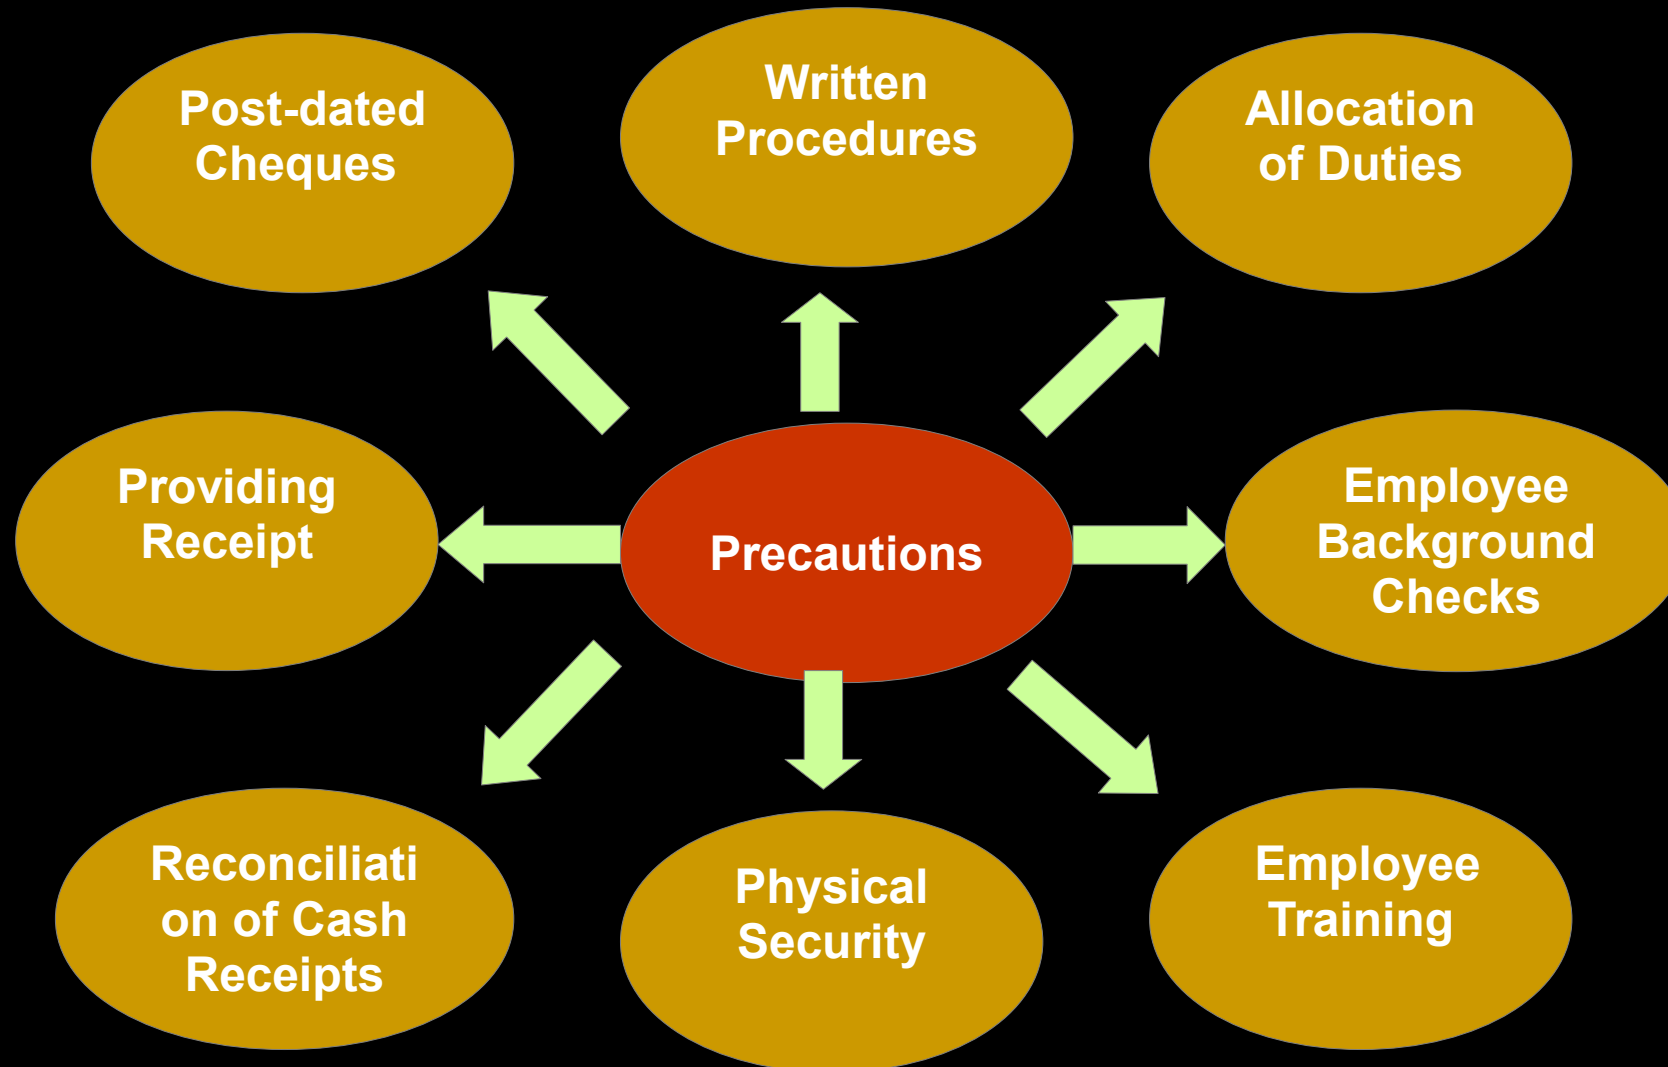 Post-dated
Cheques
Written
Procedures
Allocation
of Duties
Providing
Receipt
Precautions
Employee
Background
Checks
Reconciliati
on of Cash
Receipts
Physical
Security
Employee
Training